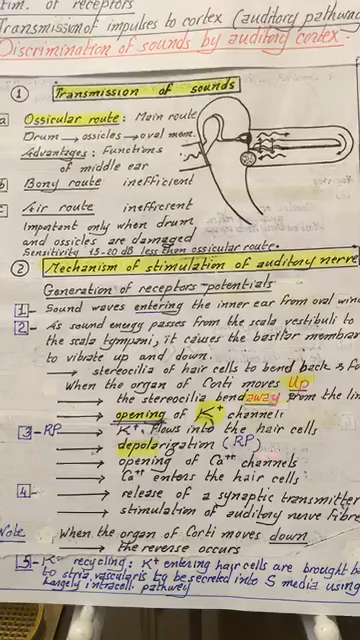 tim. of receptors
Transmission of impulses to cortex (auditory pathway
Discrimination of sounds by auditory cortex.
① Transmission of sounds
a Ossicular route: Main route
Drum → ossicles → oval mem.
Advantages: Functions
of middle ear
b Bony route inefficient
c Air route inefficient
Important only when drum
and ossicles are damaged
Sensitivity 15-20 dB less than ossicular route.
② Mechanism of stimulation of auditory nerve
Generation of receptors-potentials
1- Sound waves entering the inner ear from oval wind
2- As sound energy passes from the scala vestibuli to
the scala tympani, it causes the basilar membran
to vibrate up and down.
→ stereocilia of hair cells to bend back & fo
When the organ of Corti moves Up
→ the stereocilia bend away from the lim
→ opening of K+ channels
3-RP → K+ flows into the hair cells
→ depolarization (RP)
→ opening of Ca++ channels
→ Ca++ enters the hair cells
4- → release of a synaptic transmitter
→ stimulation of auditory nerve fibre
Note When the organ of Corti moves down
→ the reverse occurs
5- K+ recycling: K+ entering hair cells are brought b
to stria vascularis to be secreted into S media using
Largely intracell. pathway